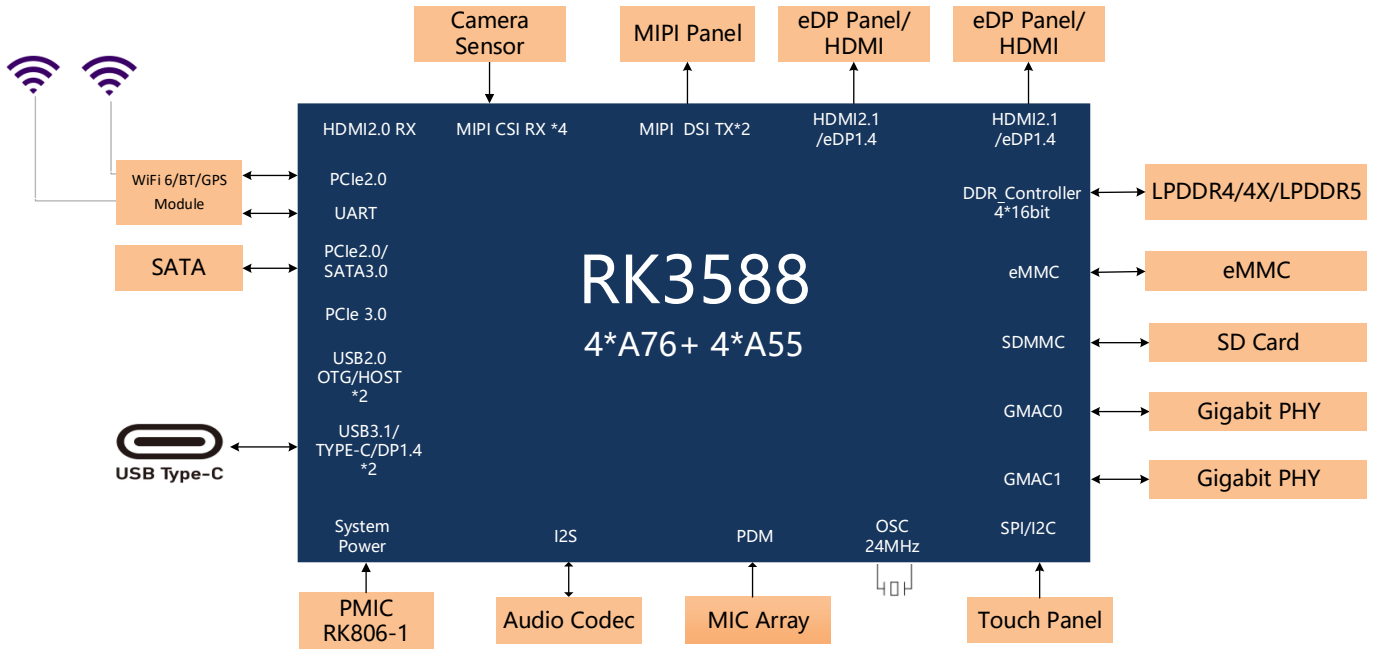 Camera
Sensor
MIPI Panel
eDP Panel/
HDMI
eDP Panel/
HDMI
HDMI2.0 RX
MIPI CSI RX *4
MIPI  DSI TX*2
HDMI2.1
/eDP1.4
HDMI2.1
/eDP1.4
WiFi 6/BT/GPS
Module
PCIe2.0
UART
DDR_Controller
4*16bit
LPDDR4/4X/LPDDR5
SATA
PCIe2.0/
SATA3.0
RK3588
4*A76+ 4*A55
eMMC
eMMC
PCIe 3.0
SDMMC
SD Card
USB2.0
OTG/HOST
*2
GMAC0
Gigabit PHY
USB Type-C
USB3.1/
TYPE-C/DP1.4
*2
GMAC1
Gigabit PHY
System
Power
I2S
PDM
OSC
24MHz
SPI/I2C
PMIC
RK806-1
Audio Codec
MIC Array
Touch Panel